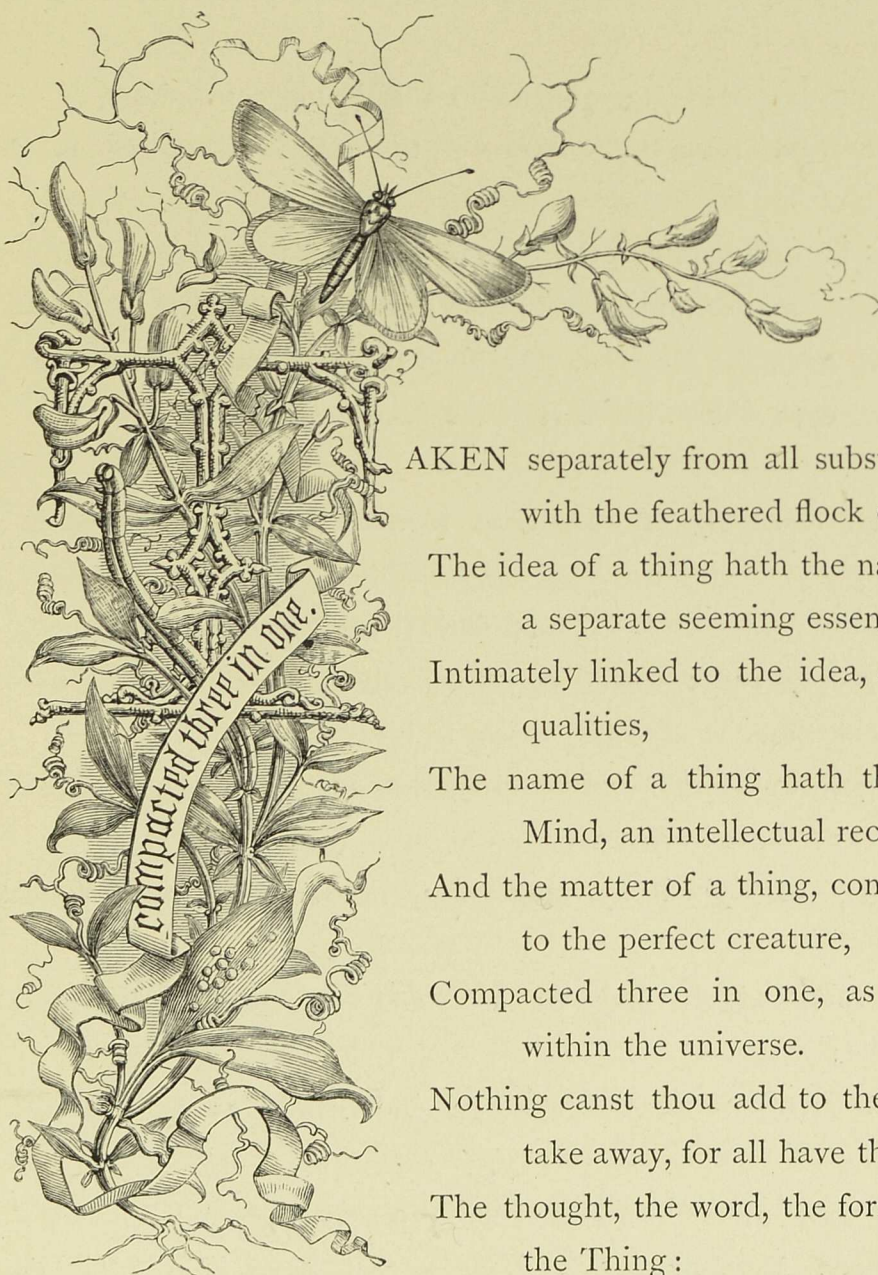 compacted three in one.
AKEN separately from all subs
with the feathered flock
The idea of a thing hath the na
a separate seeming essen
Intimately linked to the idea,
qualities,
The name of a thing hath th
Mind, an intellectual rec
And the matter of a thing, con
to the perfect creature,
Compacted three in one, as
within the universe.
Nothing canst thou add to the
take away, for all have th
The thought, the word, the for
the Thing: